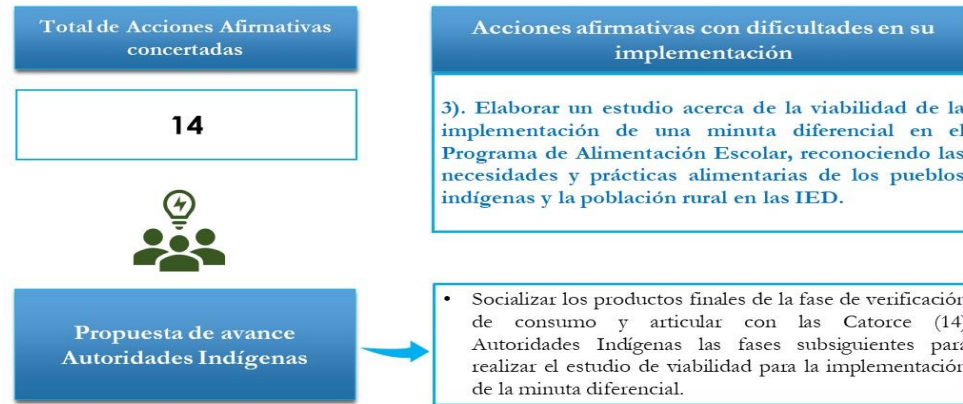 Total de Acciones Afirmativas
concertadas
14
Acciones afirmativas con dificultades en su
implementación
3). Elaborar un estudio acerca de la viabilidad de la
implementación de una minuta diferencial en el
Programa de Alimentación Escolar, reconociendo las
necesidades y prácticas alimentarias de los pueblos
indígenas y la población rural en las IED.
Propuesta de avance
Autoridades Indígenas
• Socializar los productos finales de la fase de verificación
de consumo y articular con las Catorce (14)
Autoridades Indígenas las fases subsiguientes para
realizar el estudio de viabilidad para la implementación
de la minuta diferencial.